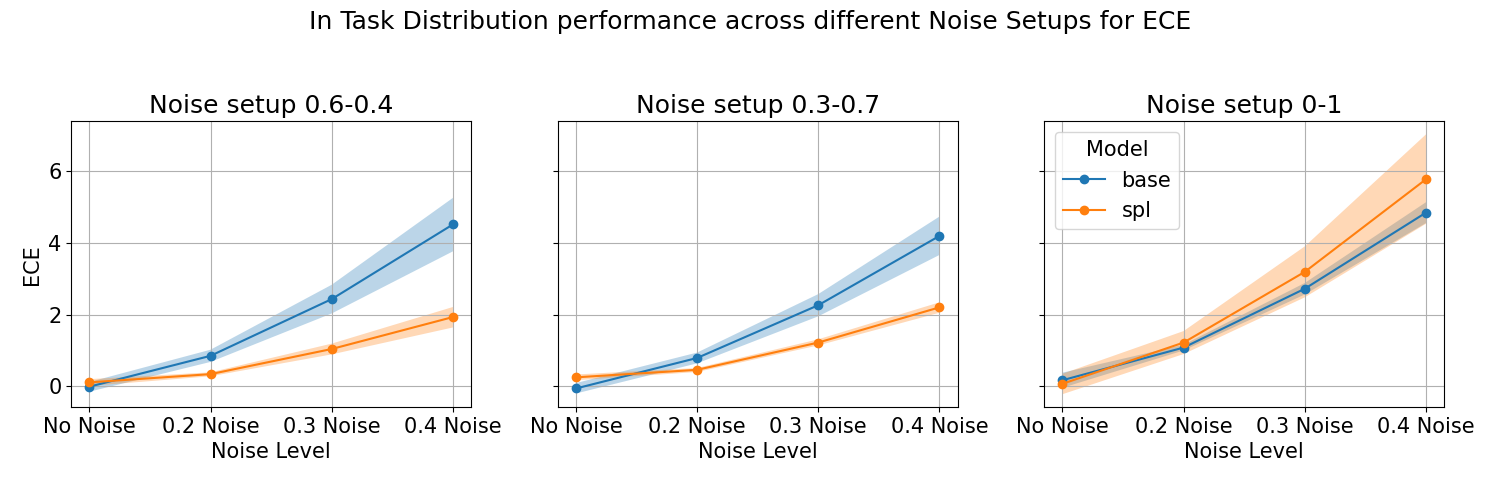 In Task Distribution performance across different Noise Setups for ECE
Noise setup 0.6-0.4
ECE
6
4
2
0
No Noise 0.2 Noise 0.3 Noise 0.4 Noise
Noise Level
Noise setup 0.3-0.7
No Noise 0.2 Noise 0.3 Noise 0.4 Noise
Noise Level
Noise setup 0-1
Model
base
spl
No Noise 0.2 Noise 0.3 Noise 0.4 Noise
Noise Level